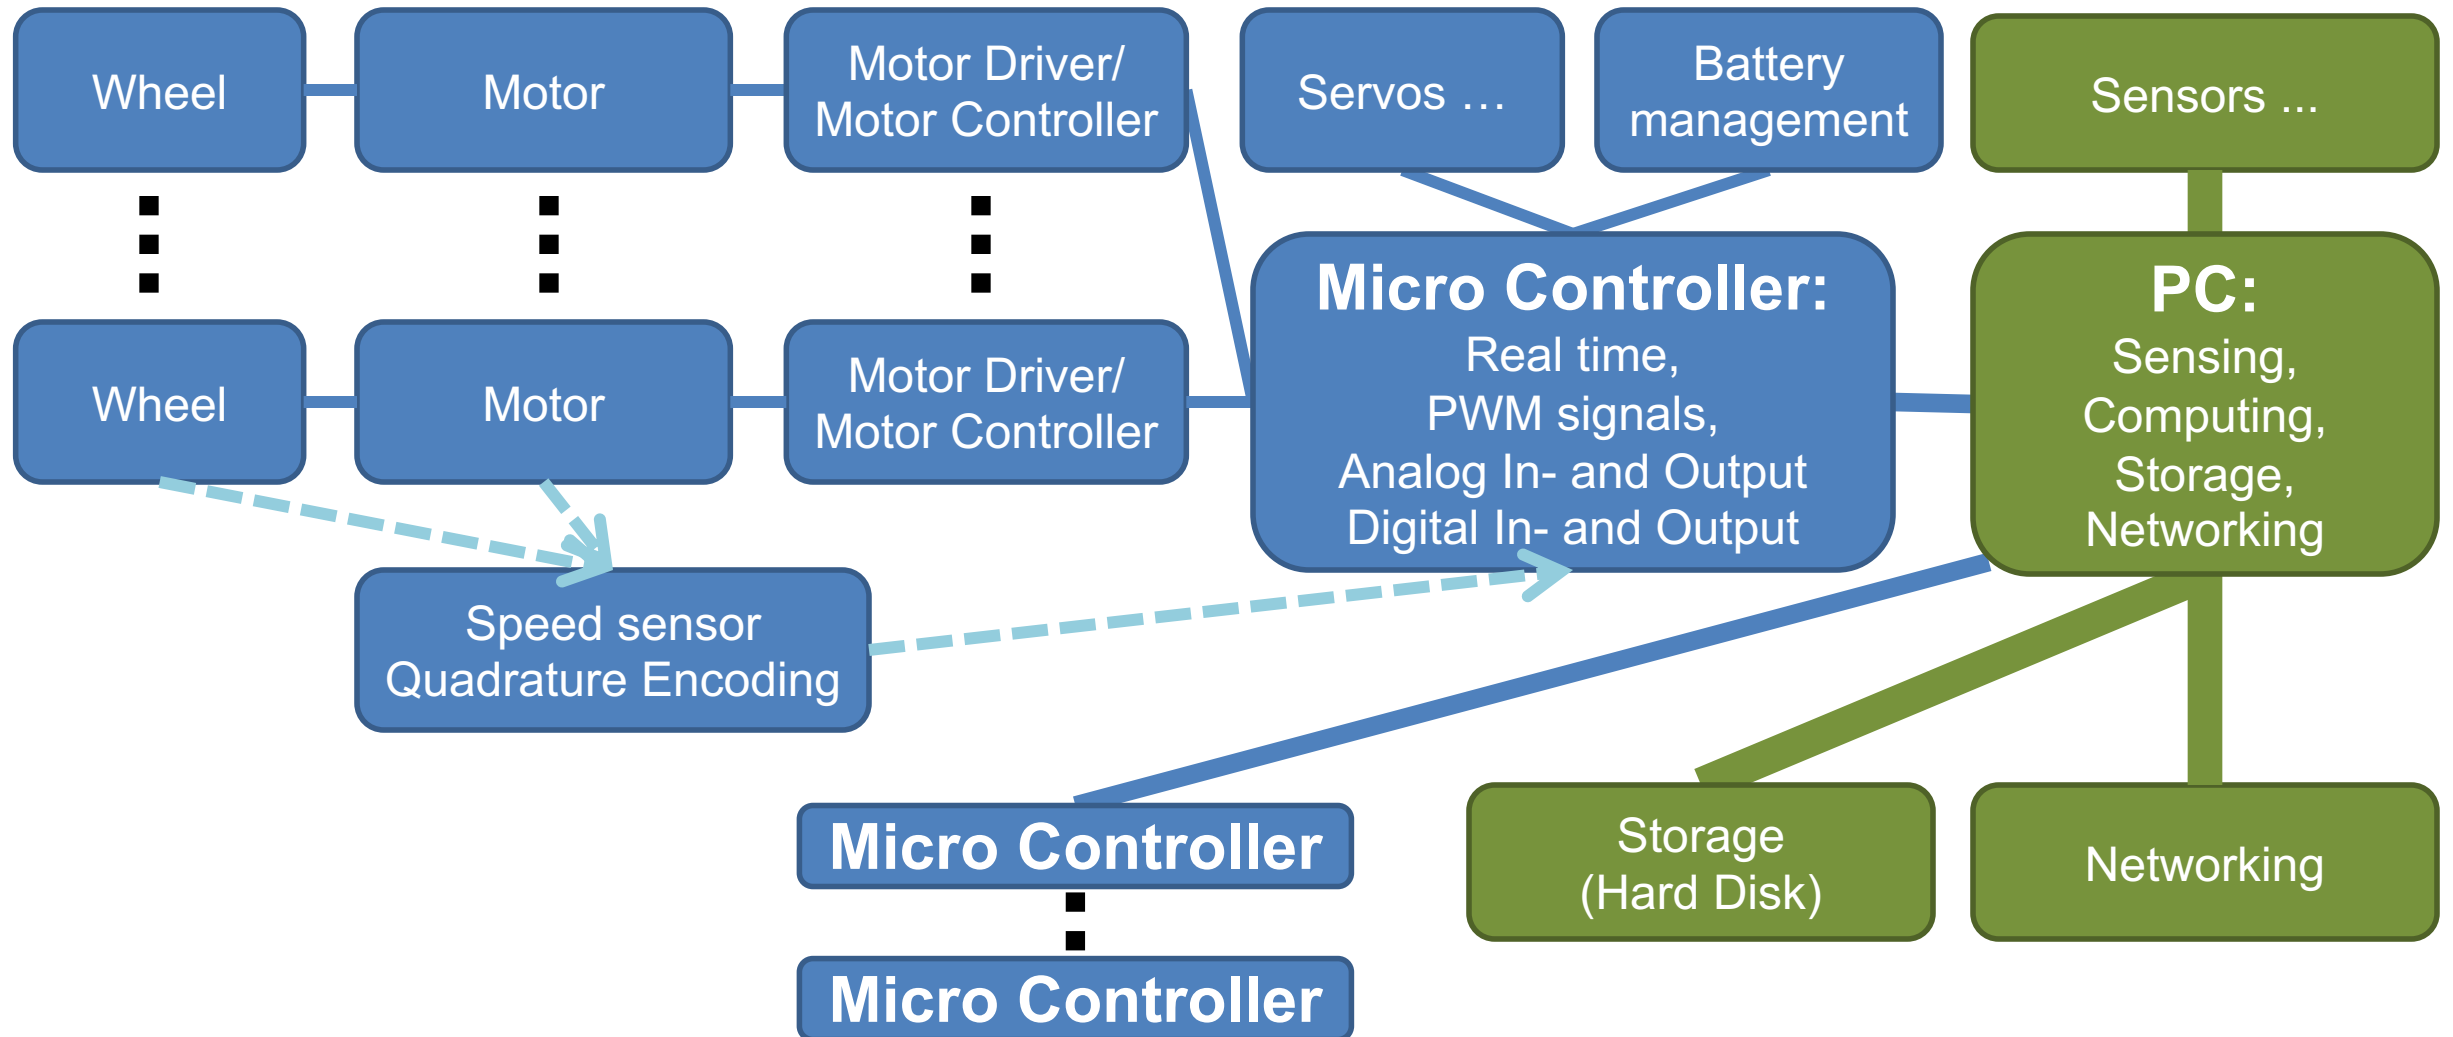 Wheel
Motor
Motor Driver/
Motor Controller
Servos …
Battery
management
Sensors ...
Wheel
Motor
Motor Driver/
Motor Controller
Micro Controller:
Real time,
PWM signals,
Analog In- and Output
Digital In- and Output
PC:
Sensing,
Computing,
Storage,
Networking
Speed sensor
Quadrature Encoding
Micro Controller
Micro Controller
Storage
(Hard Disk)
Networking